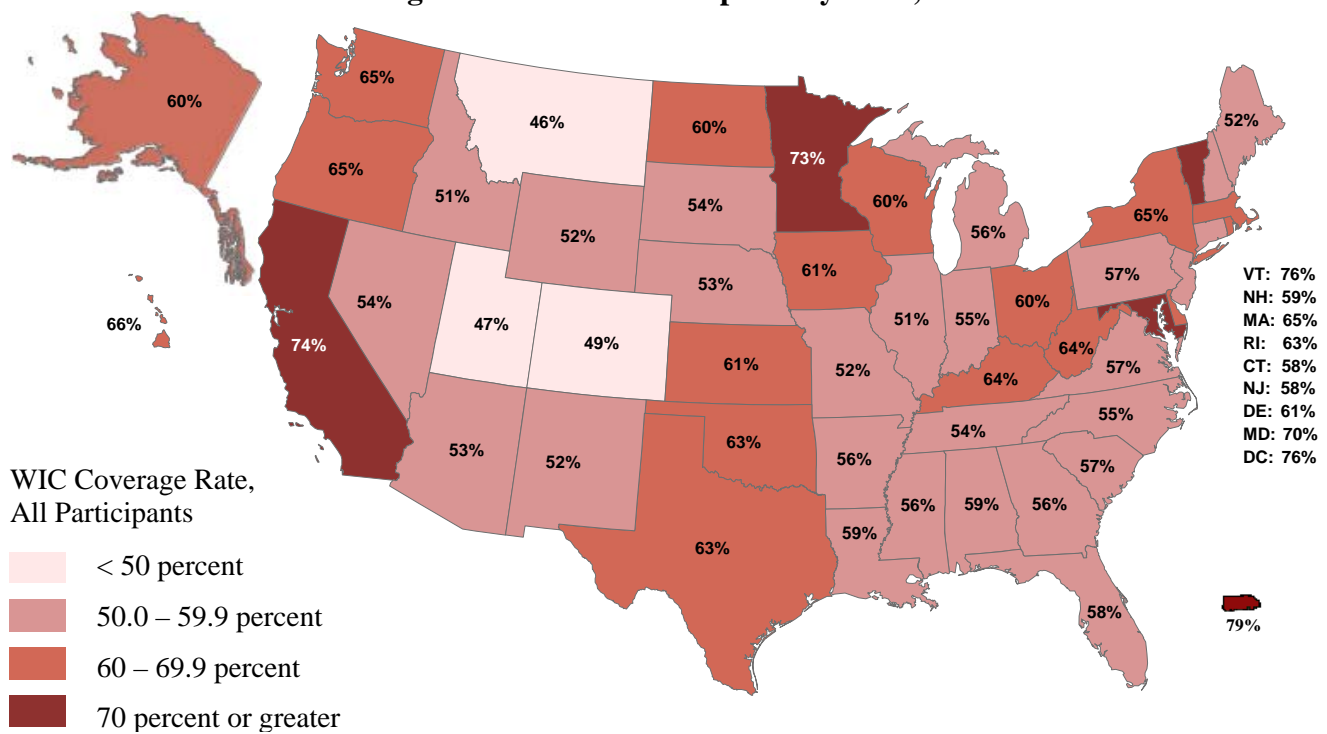 60%
65%
46%
60%
73%
52%
65%
51%
52%
54%
60%
56%
65%
57%
VT: 76%
NH: 59%
MA: 65%
RI: 63%
CT: 58%
NJ: 58%
DE: 61%
MD: 70%
DC: 76%
66%
74%
54%
47%
49%
53%
61%
51%
55%
60%
64%
57%
61%
52%
64%
55%
53%
52%
63%
56%
54%
57%
63%
59%
56%
59%
56%
58%
79%
WIC Coverage Rate,
All Participants
< 50 percent
50.0 – 59.9 percent
60 – 69.9 percent
70 percent or greater